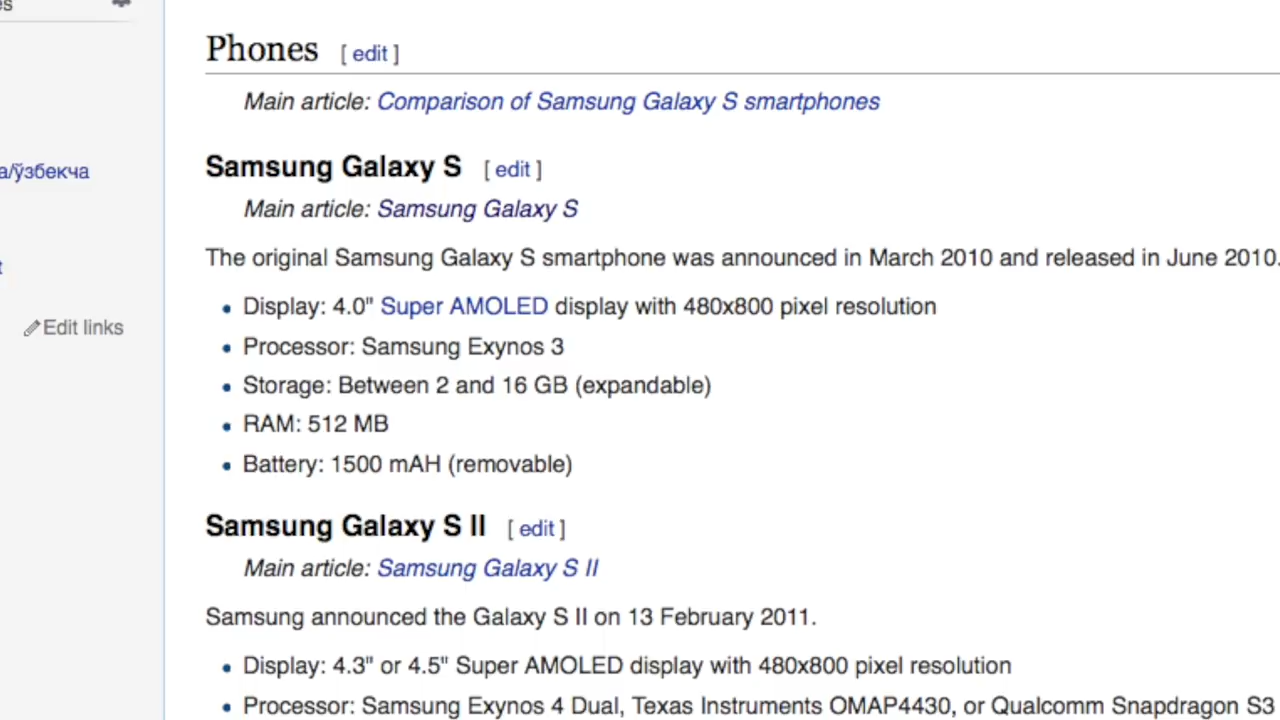 Phones [ edit ]
Main article: Comparison of Samsung Galaxy S smartphones
Samsung Galaxy S [ edit ]
Main article: Samsung Galaxy S
a/ўзбекча
The original Samsung Galaxy S smartphone was announced in March 2010 and released in June 2010.
Display: 4.0" Super AMOLED display with 480x800 pixel resolution
Edit links
Processor: Samsung Exynos 3
Storage: Between 2 and 16 GB (expandable)
RAM: 512 MB
Battery: 1500 mAH (removable)
Samsung Galaxy S II [ edit ]
Main article: Samsung Galaxy S II
Samsung announced the Galaxy S II on 13 February 2011.
Display: 4.3" or 4.5" Super AMOLED display with 480x800 pixel resolution
Processor: Samsung Exynos 4 Dual, Texas Instruments OMAP4430, or Qualcomm Snapdragon S3